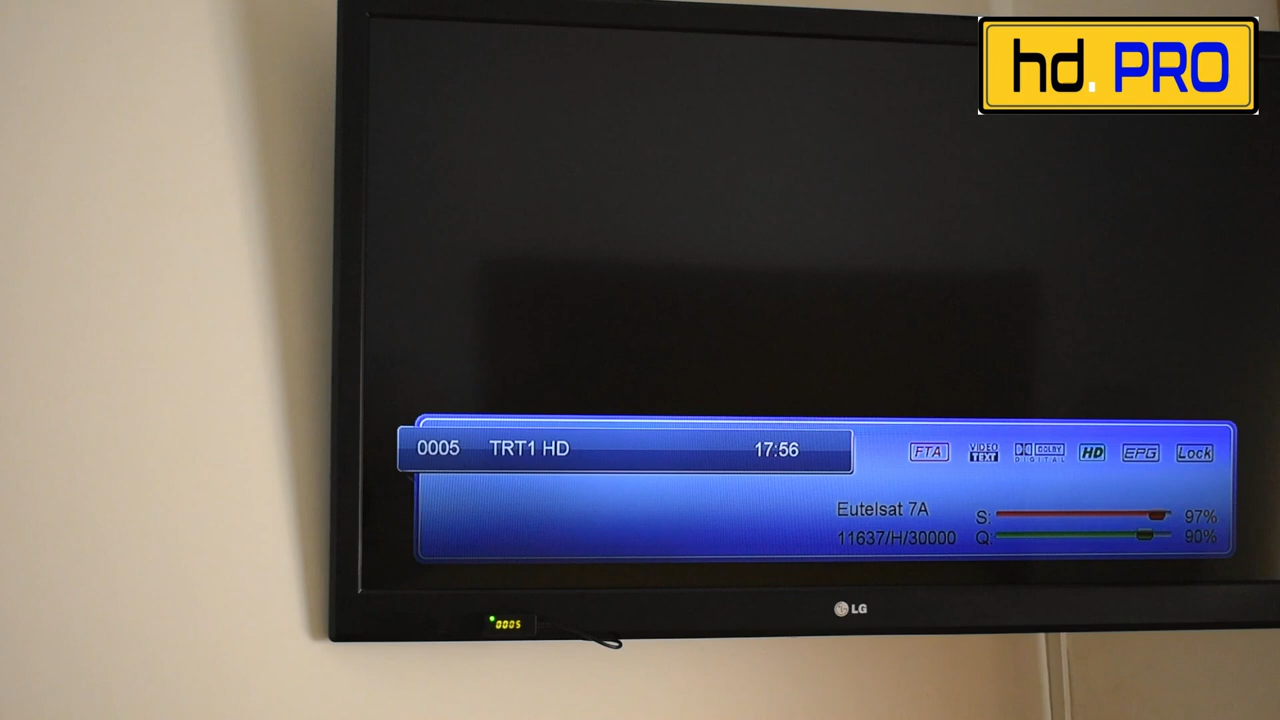 hd. PRO
0005 TRT1 HD 17:56
FTA VIDEO TEXT DOLBY DIGITAL HD EPG Lock
Eutelsat 7A S: 97%
11637/H/30000 Q: 90%
LG
0005